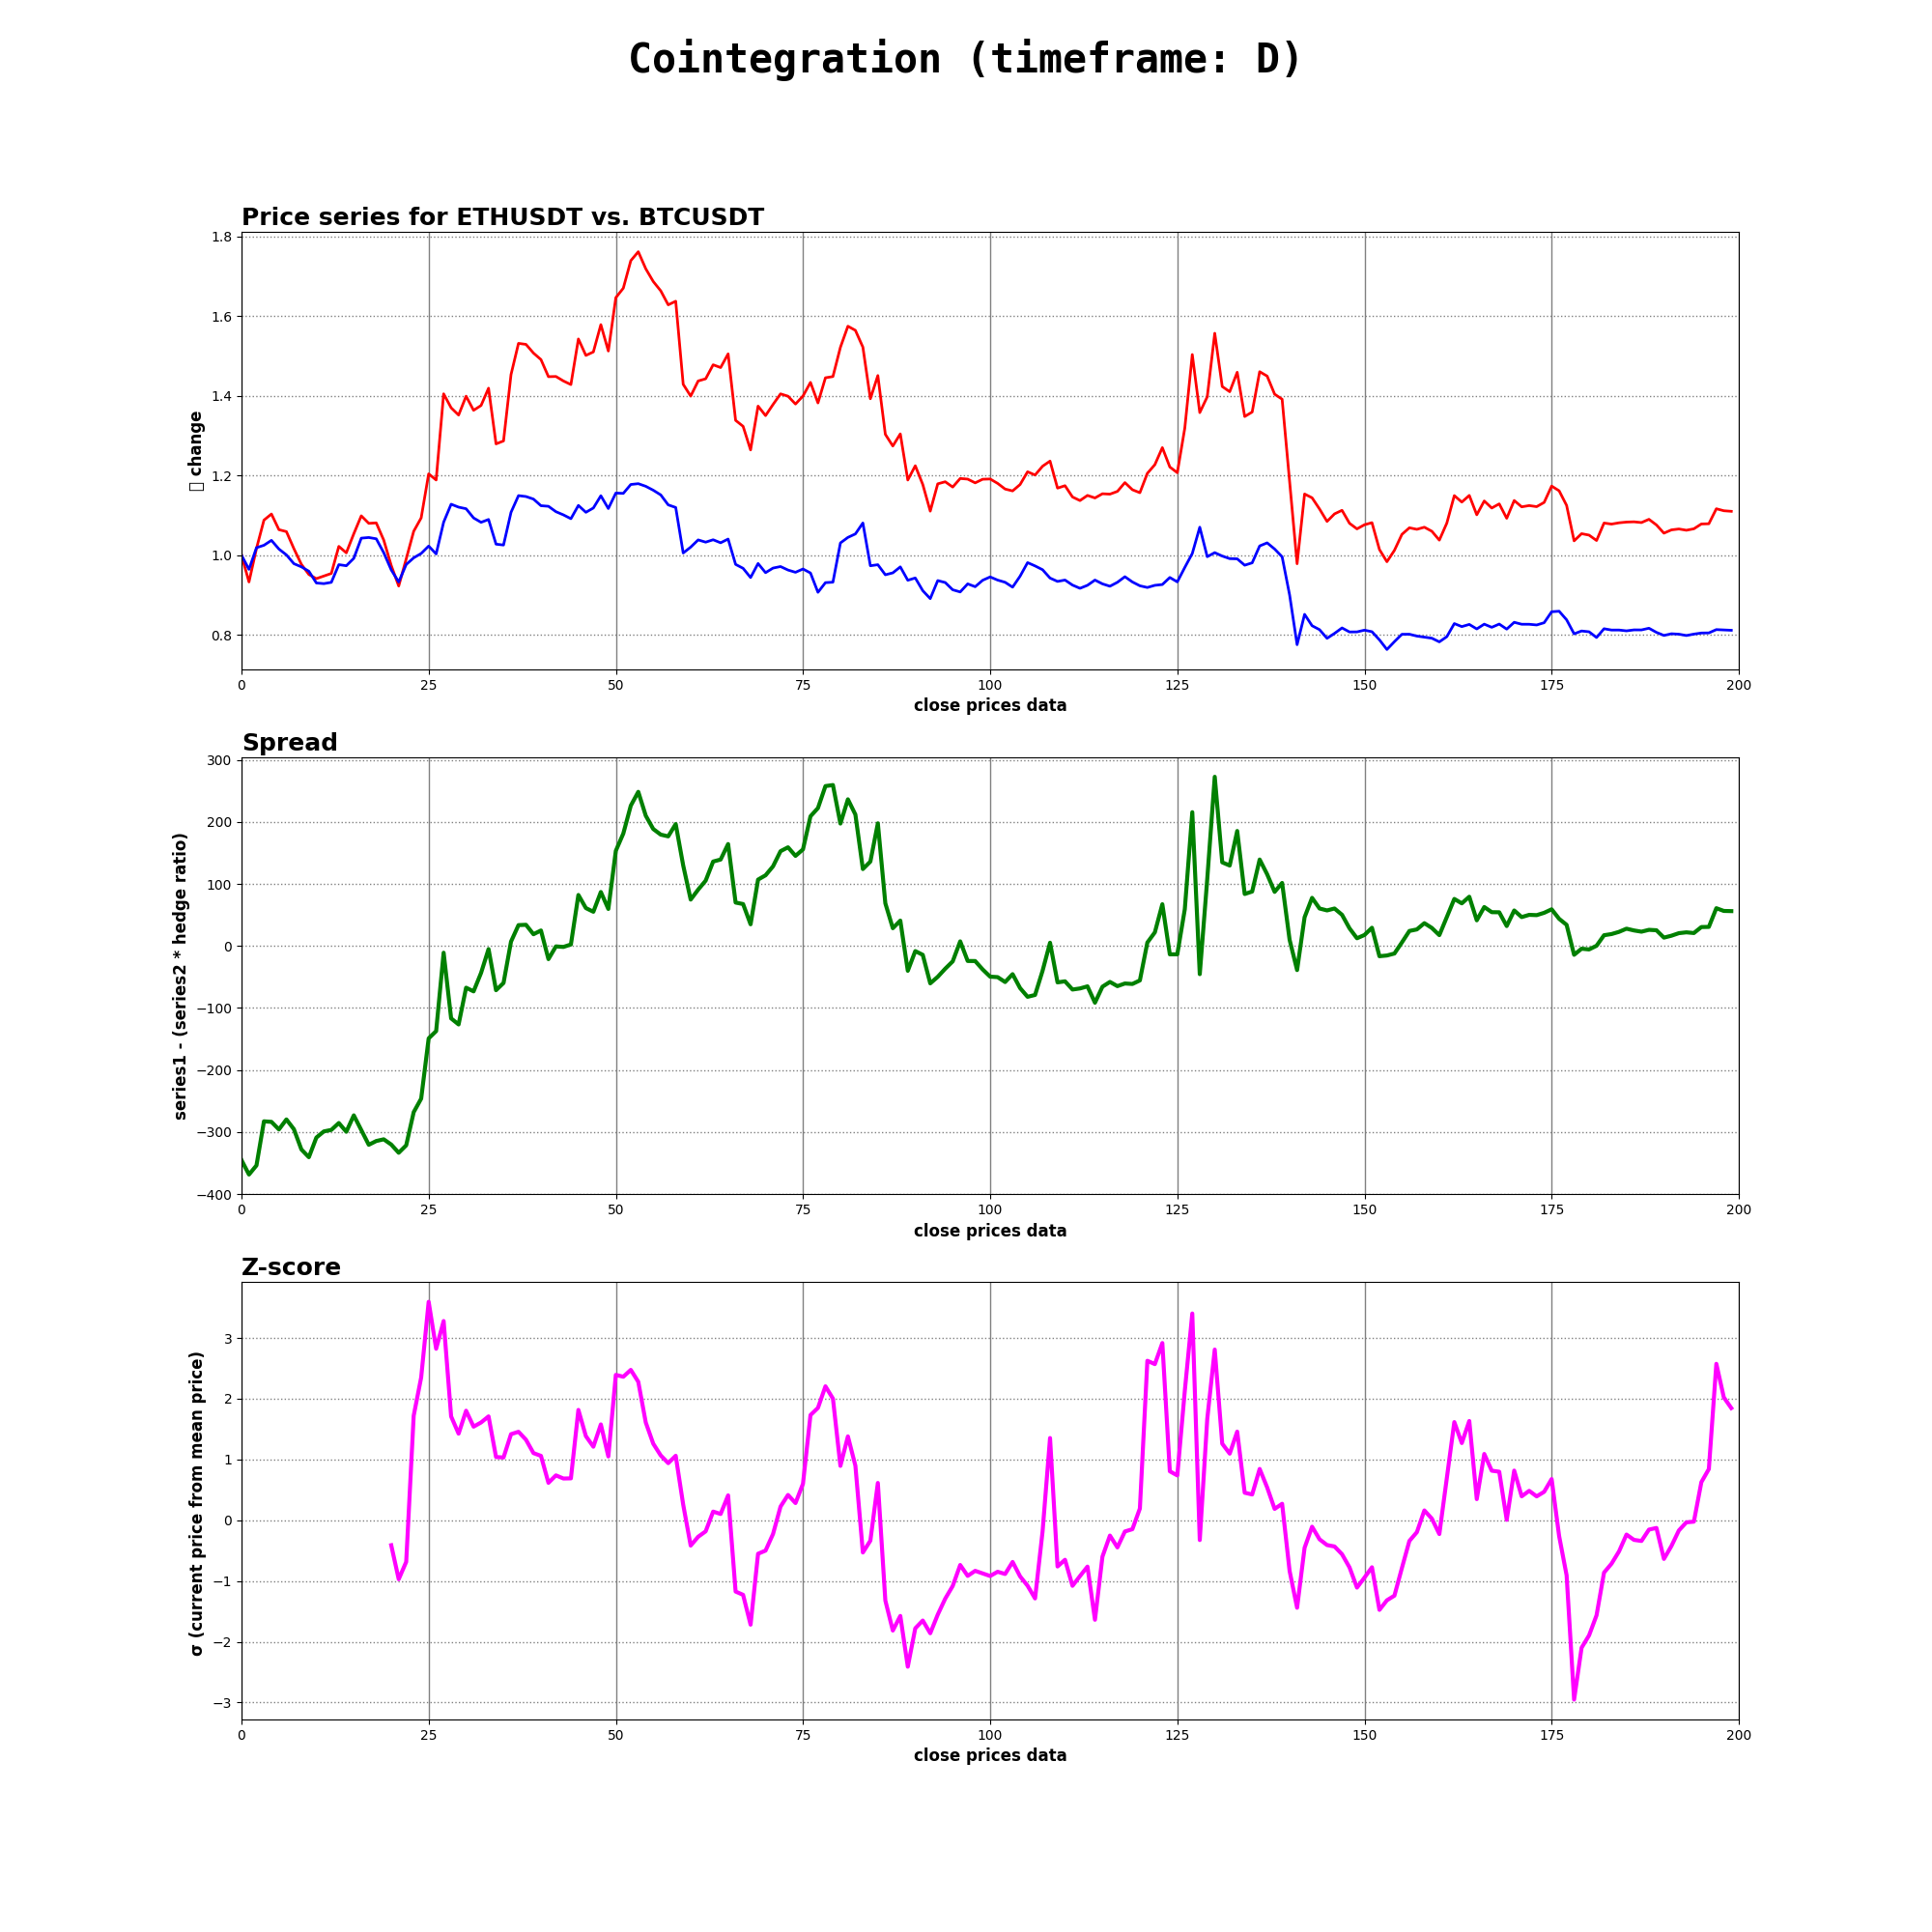 Cointegration (timeframe: D)
Price series for ETHUSDT vs. BTCUSDT
1.8
1.6
1.4
1.2
1.0
0.8
change
0 25 50 75 100 125 150 175 200
close prices data
Spread
300
200
100
0
−100
−200
−300
−400
series1 - (series2 * hedge ratio)
0 25 50 75 100 125 150 175 200
close prices data
Z-score
3
2
1
0
−1
−2
−3
σ (current price from mean price)
0 25 50 75 100 125 150 175 200
close prices data